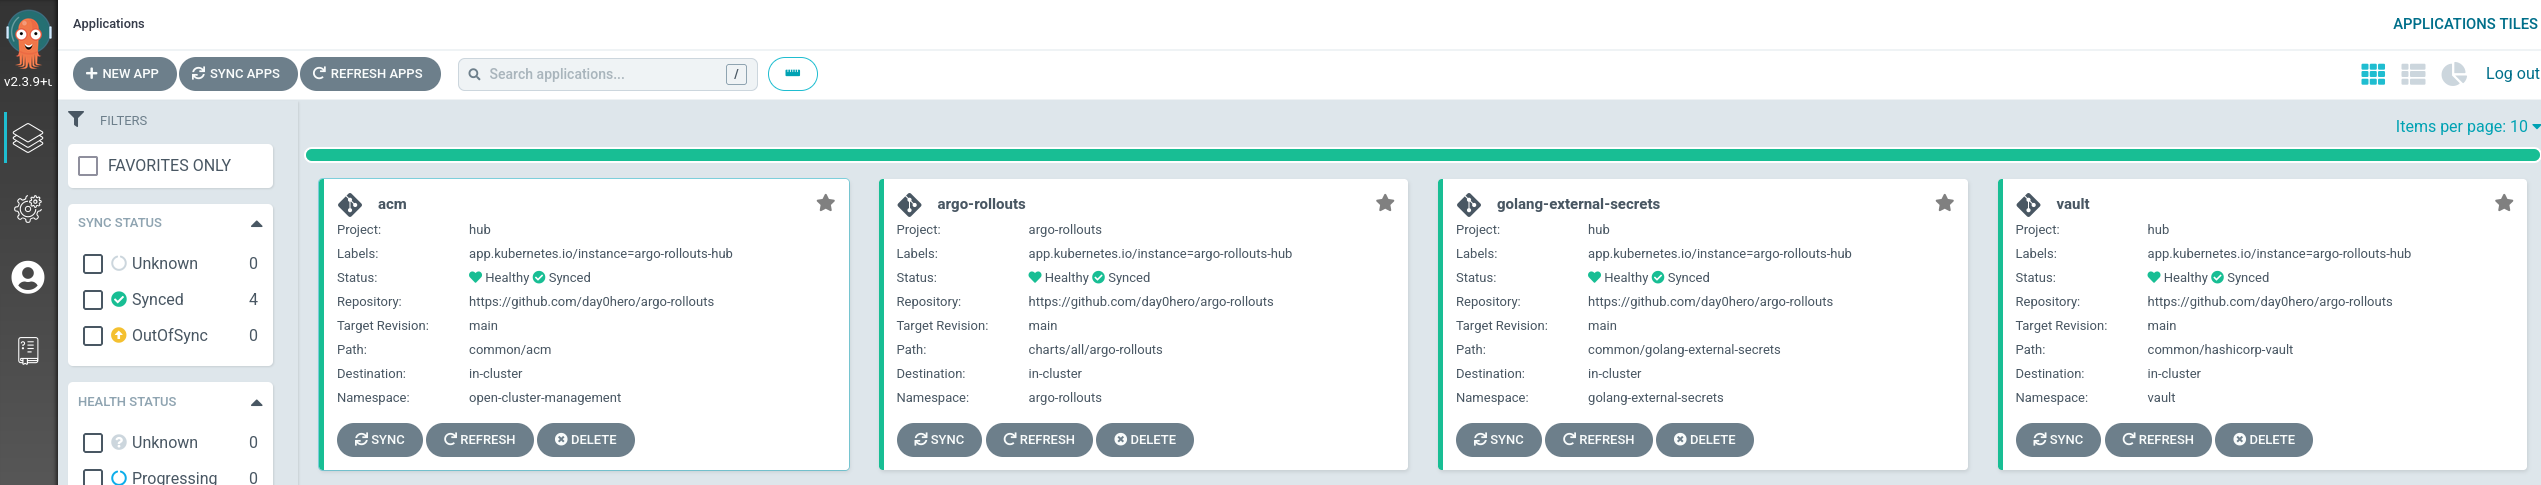 Applications
APPLICATIONS TILES
v2.3.9+u
NEW APP SYNC APPS REFRESH APPS Search applications... / Log out
FILTERS
Items per page: 10
FAVORITES ONLY
SYNC STATUS
Unknown 0
Synced 4
OutOfSync 0
HEALTH STATUS
Unknown 0
Progressing 0
acm
Project: hub
Labels: app.kubernetes.io/instance=argo-rollouts-hub
Status: Healthy Synced
Repository: https://github.com/day0hero/argo-rollouts
Target Revision: main
Path: common/acm
Destination: in-cluster
Namespace: open-cluster-management
SYNC REFRESH DELETE
argo-rollouts
Project: argo-rollouts
Labels: app.kubernetes.io/instance=argo-rollouts-hub
Status: Healthy Synced
Repository: https://github.com/day0hero/argo-rollouts
Target Revision: main
Path: charts/all/argo-rollouts
Destination: in-cluster
Namespace: argo-rollouts
SYNC REFRESH DELETE
golang-external-secrets
Project: hub
Labels: app.kubernetes.io/instance=argo-rollouts-hub
Status: Healthy Synced
Repository: https://github.com/day0hero/argo-rollouts
Target Revision: main
Path: common/golang-external-secrets
Destination: in-cluster
Namespace: golang-external-secrets
SYNC REFRESH DELETE
vault
Project: hub
Labels: app.kubernetes.io/instance=argo-rollouts-hub
Status: Healthy Synced
Repository: https://github.com/day0hero/argo-rollouts
Target Revision: main
Path: common/hashicorp-vault
Destination: in-cluster
Namespace: vault
SYNC REFRESH DELETE